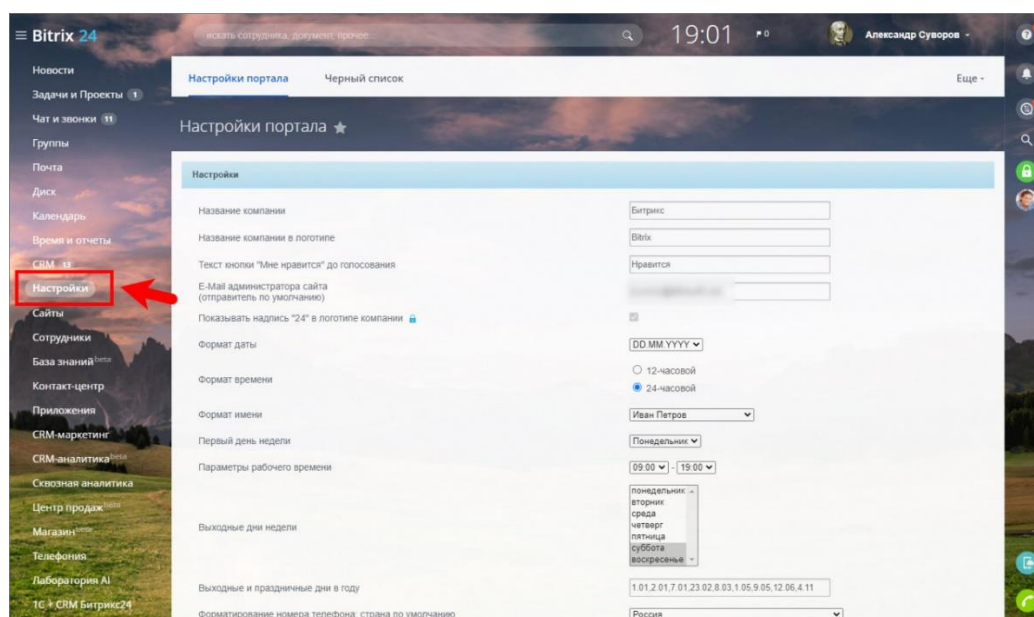 Bitrix 24
искать сотрудника, документ, прочее...
19:01
0
Александр Суворов
Новости
Задачи и Проекты 1
Чат и звонки 11
Группы
Почта
Диск
Календарь
Время и отчеты
CRM 13
Настройки
Сайты
Сотрудники
База знаний beta
Контакт-центр
Приложения
CRM-маркетинг
CRM-аналитика beta
Сквозная аналитика
Центр продаж beta
Магазин beta
Телефония
Лаборатория AI
1С + CRM Битрикс24
Настройки портала Черный список Еще
Настройки портала
Настройки
Название компании Битрикс
Название компании в логотипе Bitrix
Текст кнопки "Мне нравится" до голосования Нравится
E-Mail администратора сайта
(отправитель по умолчанию)
Показывать надпись "24" в логотипе компании
Формат даты DD.MM.YYYY
Формат времени 12-часовой
24-часовой
Формат имени Иван Петров
Первый день недели Понедельник
Параметры рабочего времени 09:00 - 19:00
Выходные дни недели
понедельник
вторник
среда
четверг
пятница
суббота
воскресенье
Выходные и праздничные дни в году 1.01,2.01,7.01,23.02,8.03,1.05,9.05,12.06,4.11
Форматирование номера телефона: страна по умолчанию Россия